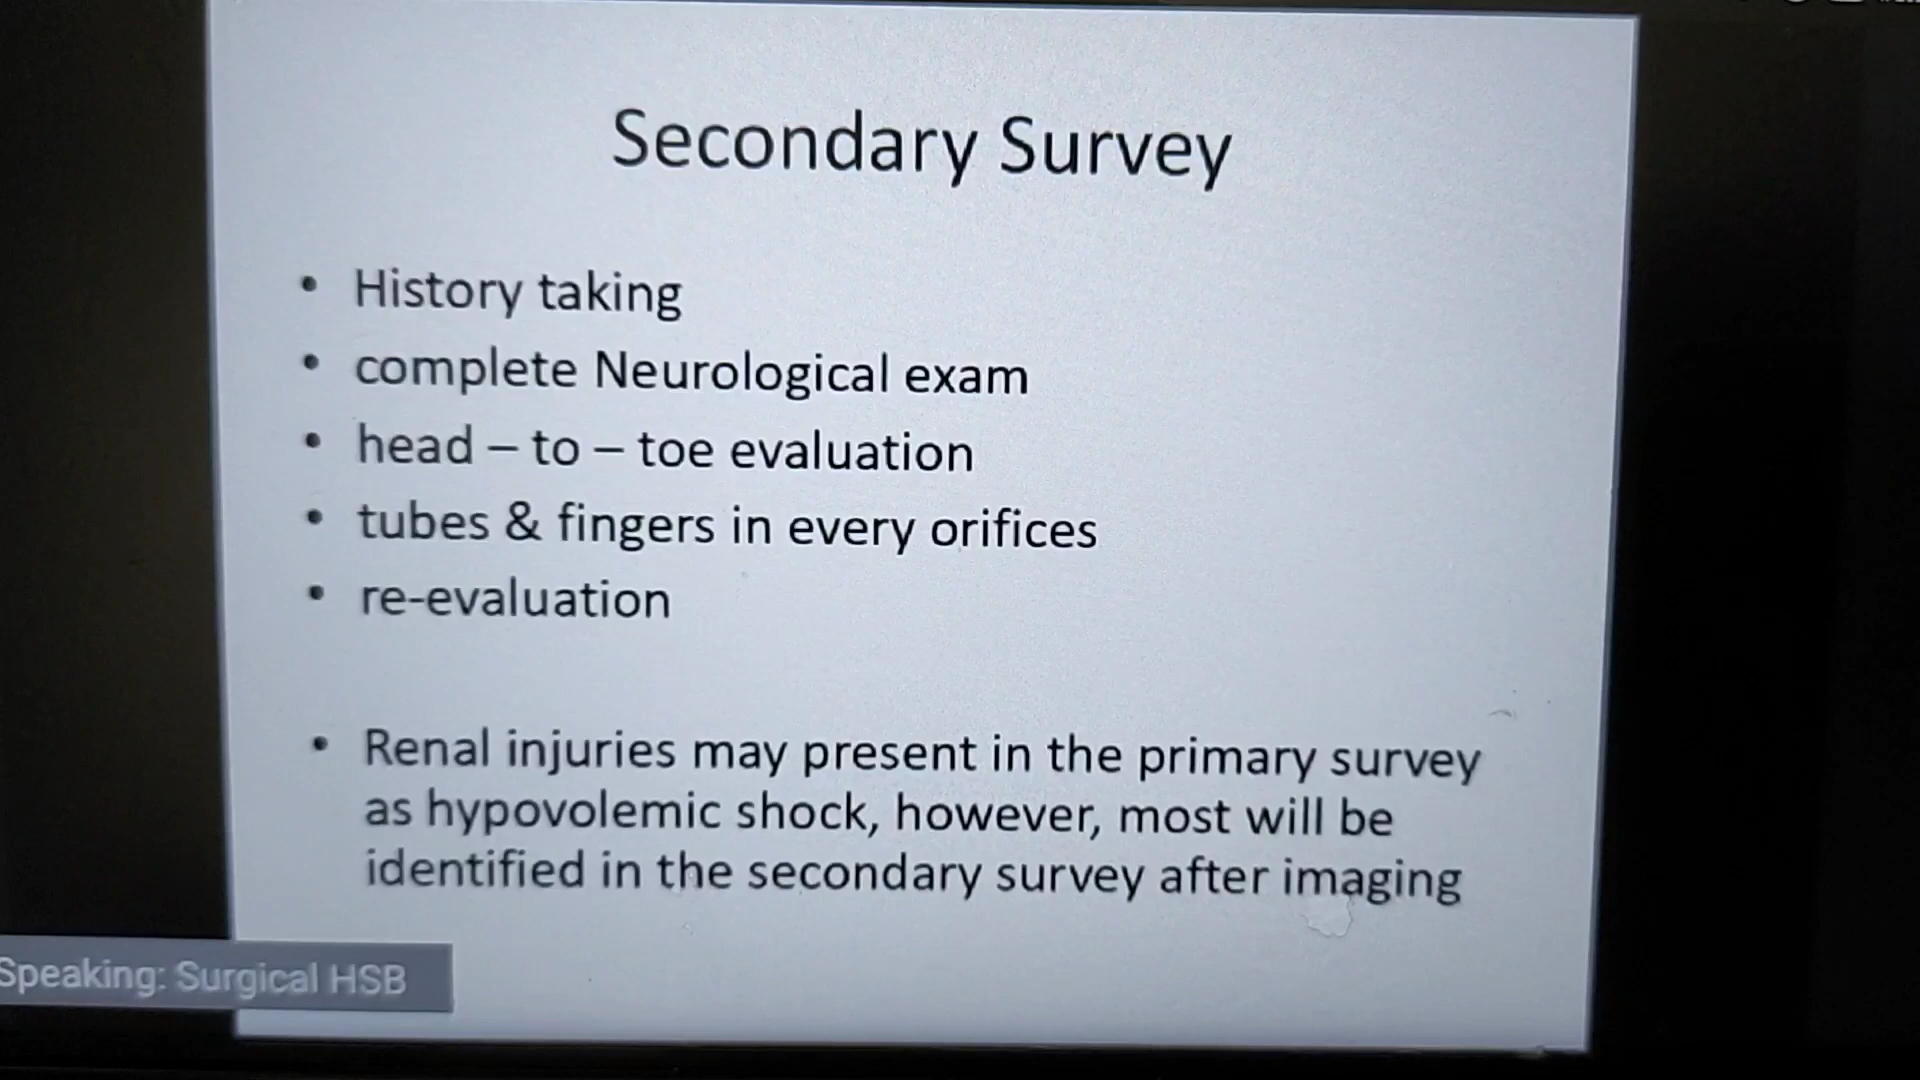 Secondary Survey
• History taking
• complete Neurological exam
• head – to – toe evaluation
• tubes & fingers in every orifices
• re-evaluation
• Renal injuries may present in the primary survey
as hypovolemic shock, however, most will be
identified in the secondary survey after imaging
Speaking: Surgical HSB